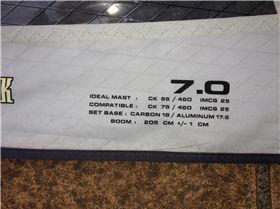 7.0
IDEAL MAST : CK 95 / 460 IMCS 25
COMPATIBLE : CK 75 / 460 IMCS 25
SET BASE : CARBON 18 / ALUMINUM 17.5
BOOM : 205 CM +/- 1 CM